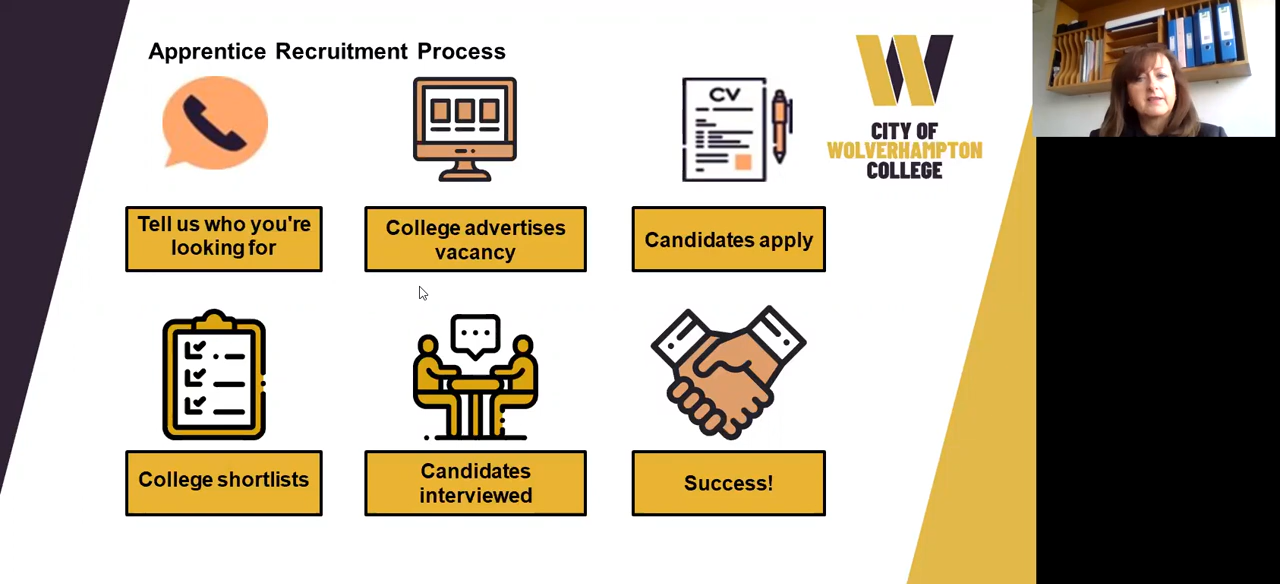 Apprentice Recruitment Process
CV
CITY OF
WOLVERHAMPTON
COLLEGE
Tell us who you're
looking for
College advertises
vacancy
Candidates apply
College shortlists
Candidates
interviewed
Success!